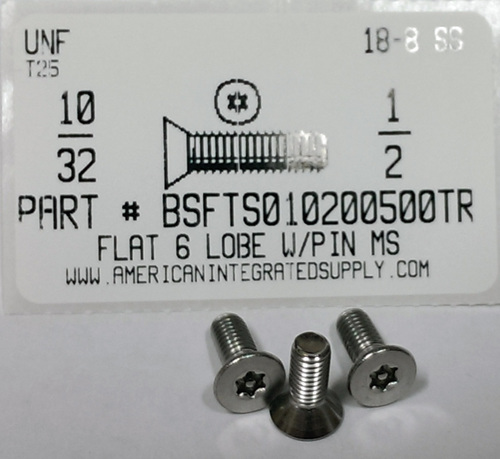 UNF 18-8 SS
T25
10
32
1
2
PART # BSFTS010200500TR
FLAT 6 LOBE W/PIN MS
WWW.AMERICANINTEGRATEDSUPPLY.COM